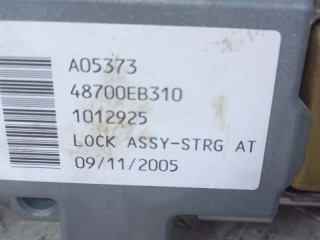 A05373
48700EB310
1012925
LOCK ASSY-STRG AT
09/11/2005